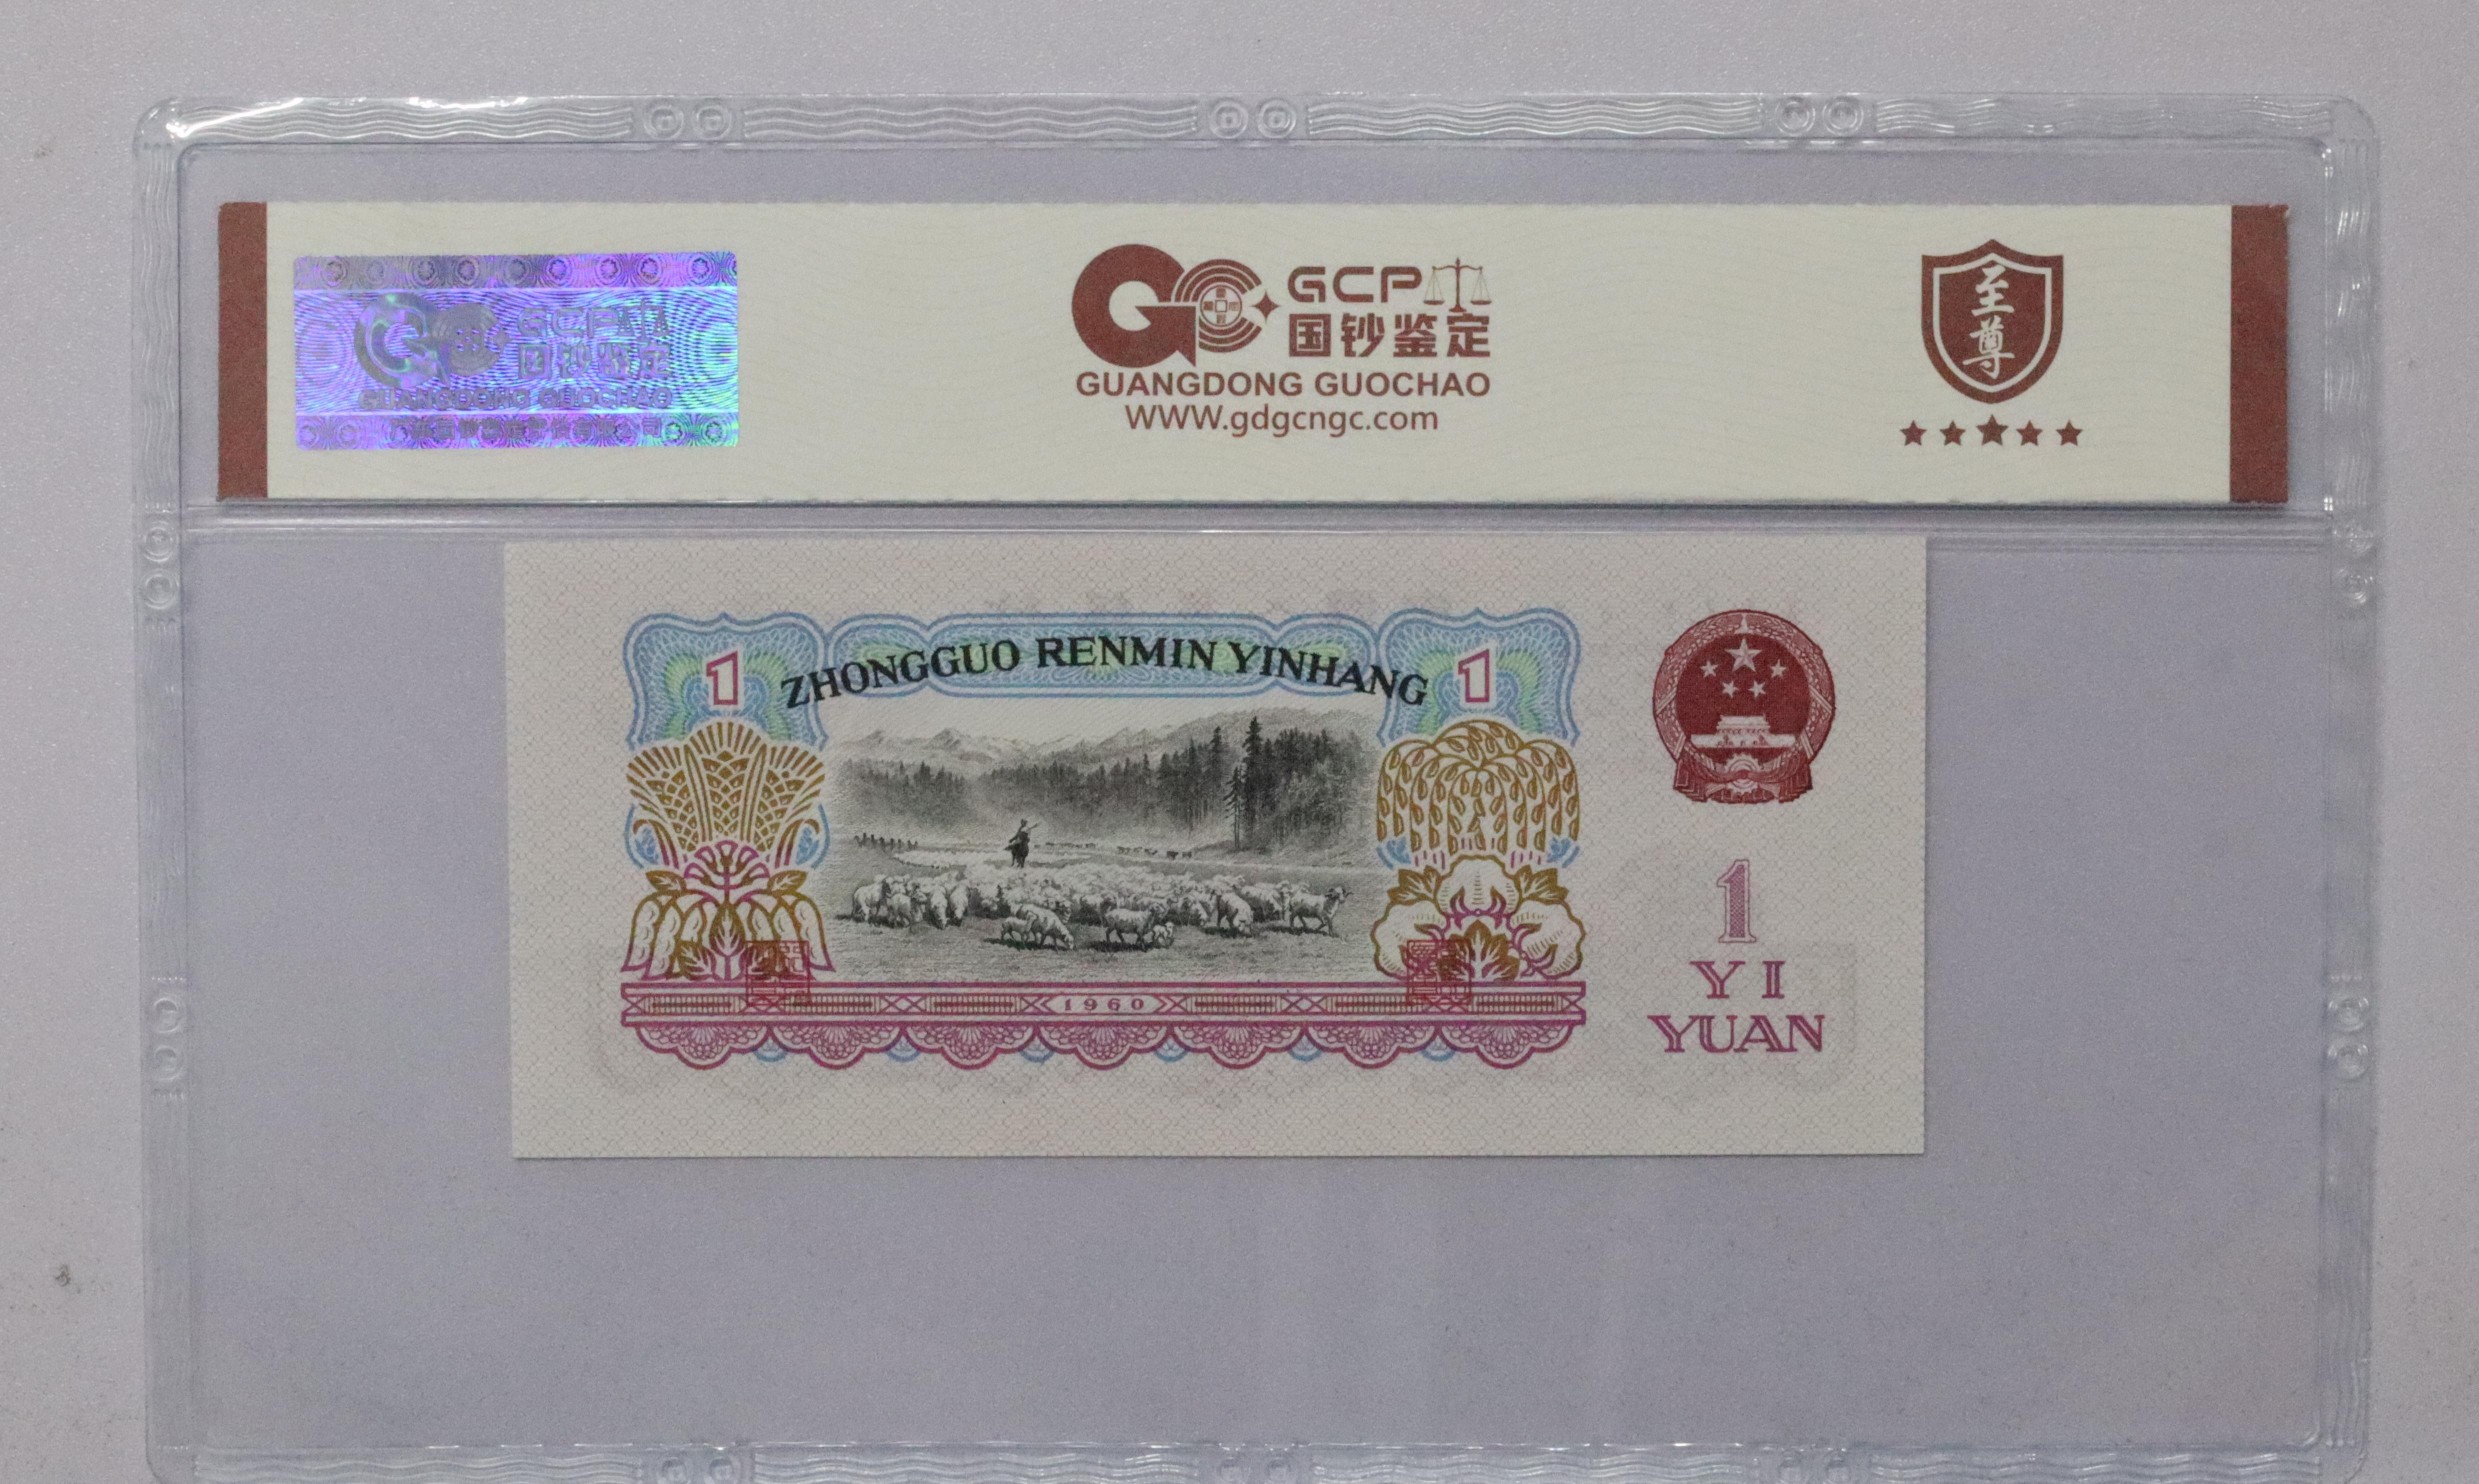 GCP
国钞鉴定
GUANGDONG GUOCHAO
GCP
国钞鉴定
GUANGDONG GUOCHAO
WWW.gdgcngc.com
至
尊
1 ZHONGGUO RENMIN YINHANG 1
1960
1
YI
YUAN